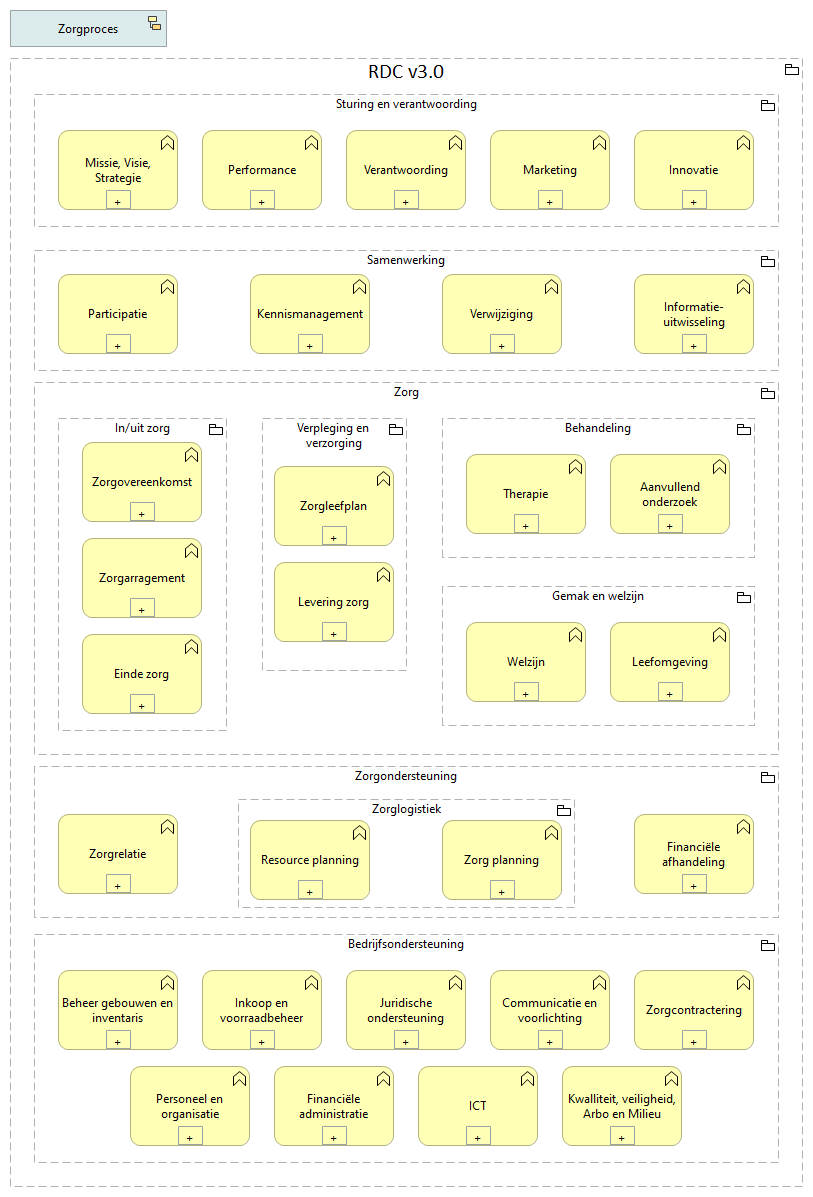 Zorgproces
RDC v3.0
Sturing en verantwoording
Missie, Visie,
Strategie
+
Performance
+
Verantwoording
+
Marketing
+
Innovatie
+
Samenwerking
Participatie
+
Kennismanagement
+
Verwijziging
+
Informatie-
uitwisseling
+
Zorg
In/uit zorg
Zorgovereenkomst
+
Zorgarragement
+
Einde zorg
+
Verpleging en
verzorging
Zorgleefplan
+
Levering zorg
+
Behandeling
Therapie
+
Aanvullend
onderzoek
+
Gemak en welzijn
Welzijn
+
Leefomgeving
+
Zorgondersteuning
Zorgrelatie
+
Zorglogistiek
Resource planning
+
Zorg planning
+
Financiële
afhandeling
+
Bedrijfsondersteuning
Beheer gebouwen en
inventaris
+
Inkoop en
voorraadbeheer
+
Juridische
ondersteuning
+
Communicatie en
voorlichting
+
Zorgcontractering
+
Personeel en
organisatie
+
Financiële
administratie
+
ICT
+
Kwalliteit, veiligheid,
Arbo en Milieu
+